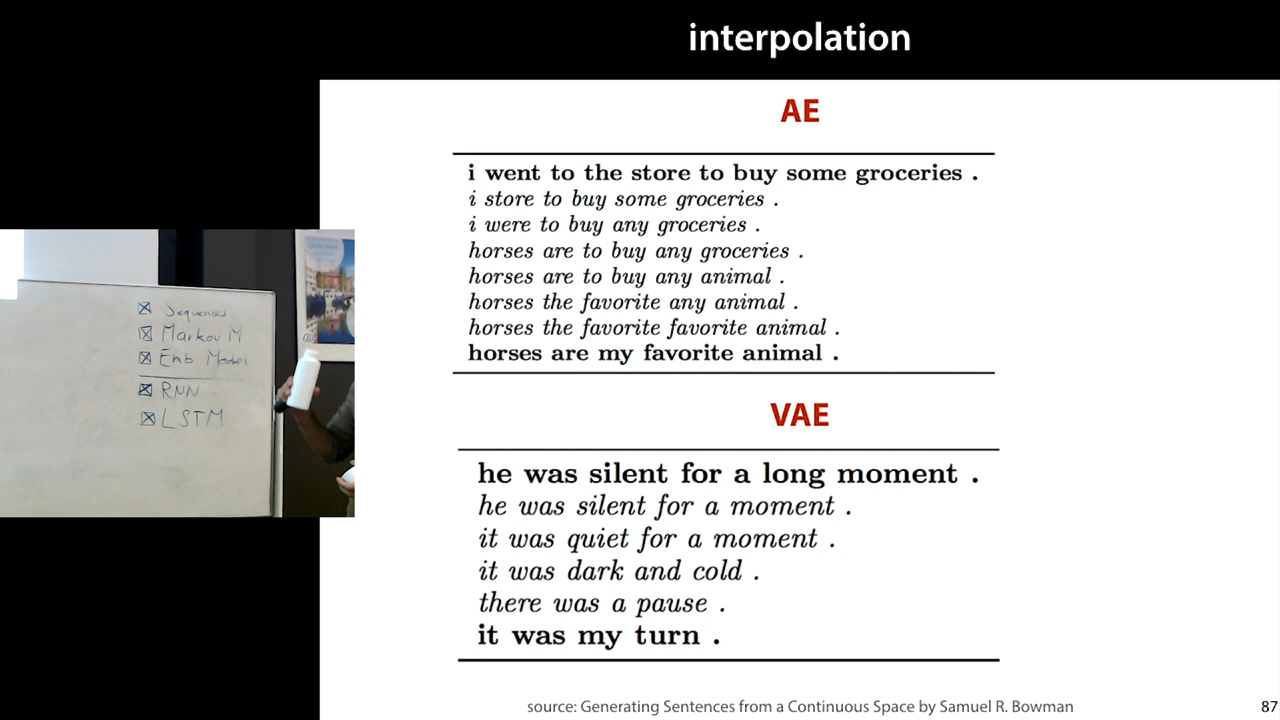 interpolation
AE
i went to the store to buy some groceries .
i store to buy some groceries .
i were to buy any groceries .
horses are to buy any groceries .
horses are to buy any animal .
horses the favorite any animal .
horses the favorite favorite animal .
horses are my favorite animal .
VAE
he was silent for a long moment .
he was silent for a moment .
it was quiet for a moment .
it was dark and cold .
there was a pause .
it was my turn .
source: Generating Sentences from a Continuous Space by Samuel R. Bowman
87
Sequences
Markov M
Emb Model
RNN
LSTM